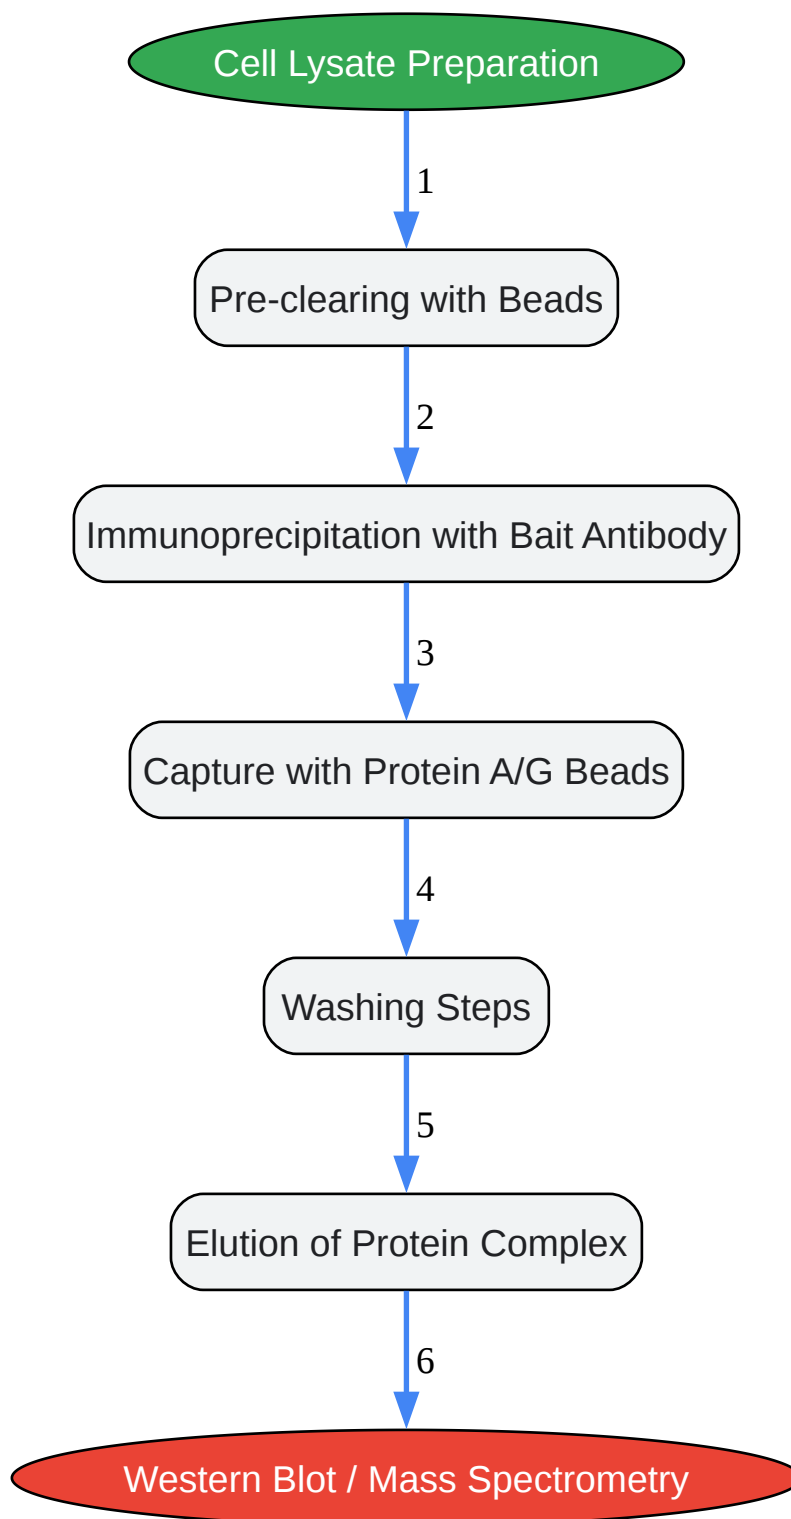 Cell Lysate Preparation
1
Pre-clearing with Beads
2
Immunoprecipitation with Bait Antibody
3
Capture with Protein A/G Beads
4
Washing Steps
5
Elution of Protein Complex
6
Western Blot / Mass Spectrometry